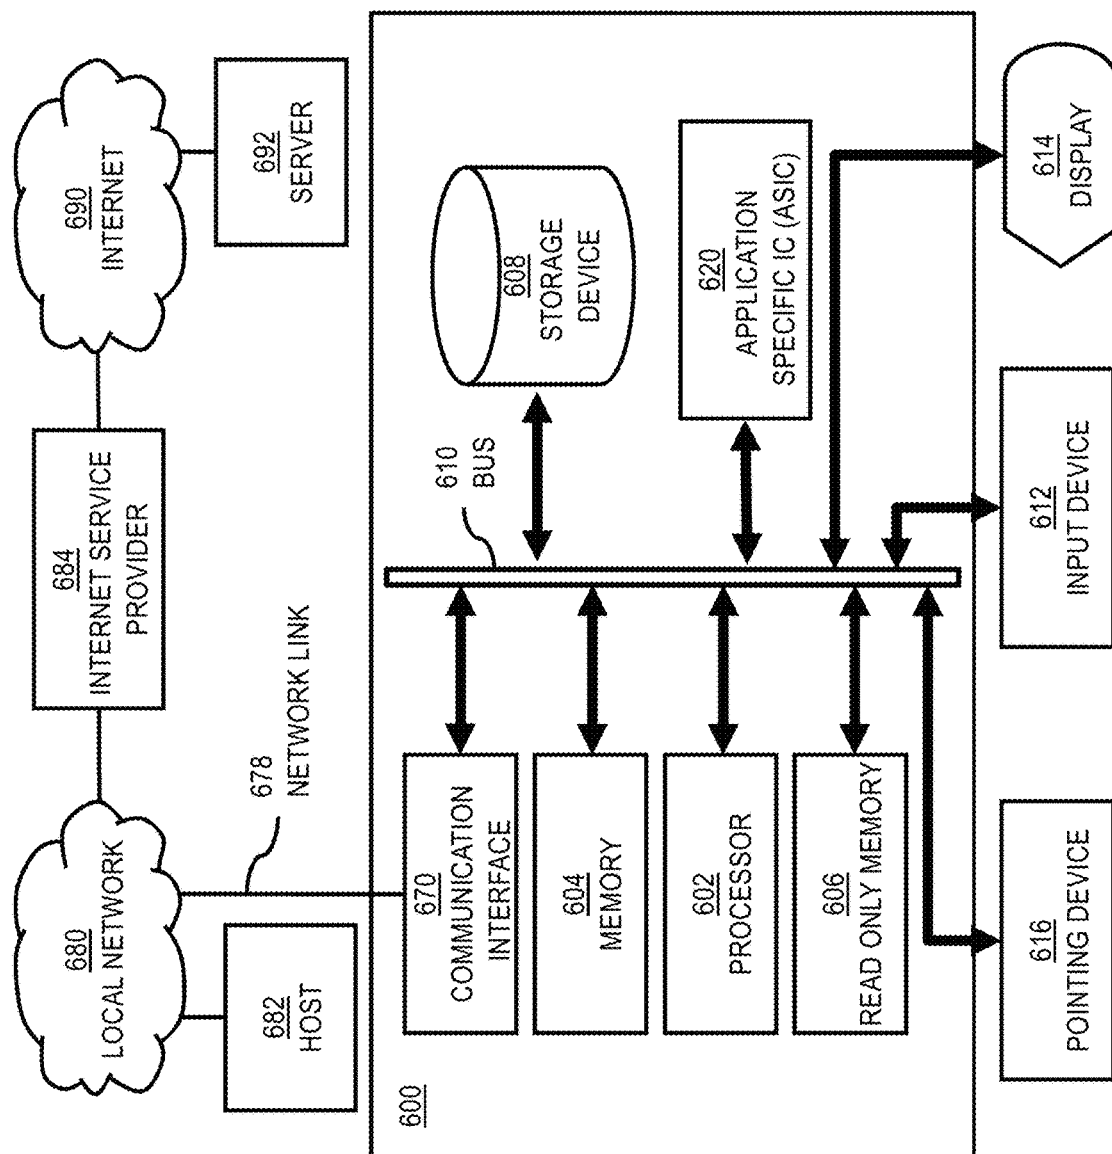 600
616
POINTING DEVICE
612
INPUT DEVICE
614
DISPLAY
670
COMMUNICATION
INTERFACE
604
MEMORY
602
PROCESSOR
606
READ ONLY MEMORY
610
BUS
608
STORAGE
DEVICE
620
APPLICATION
SPECIFIC IC (ASIC)
682
HOST
680
LOCAL NETWORK
678
NETWORK LINK
684
INTERNET SERVICE
PROVIDER
690
INTERNET
692
SERVER